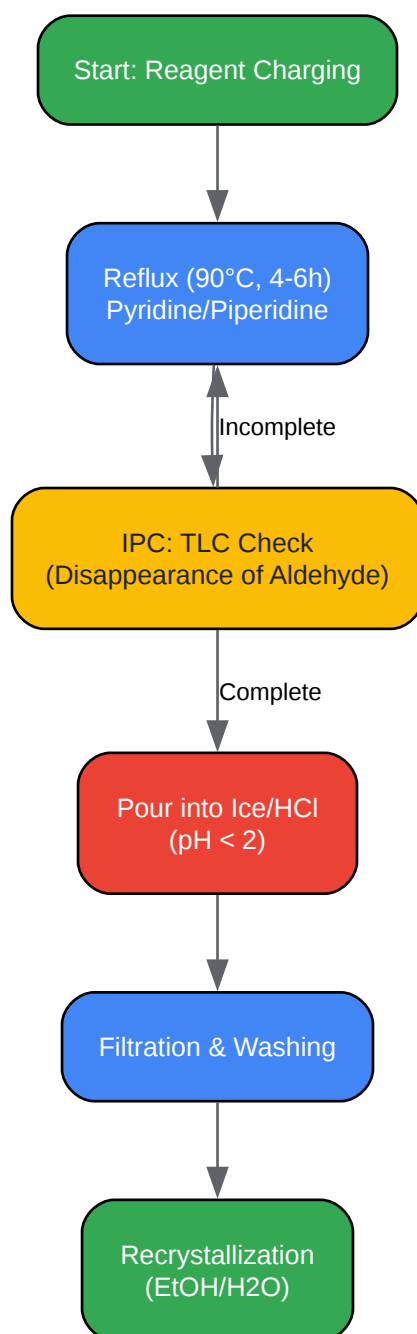 Start: Reagent Charging
Reflux (90°C, 4-6h)
Pyridine/Piperidine
Incomplete
IPC: TLC Check
(Disappearance of Aldehyde)
Complete
Pour into Ice/HCl
(pH < 2)
Filtration & Washing
Recrystallization
(EtOH/H2O)